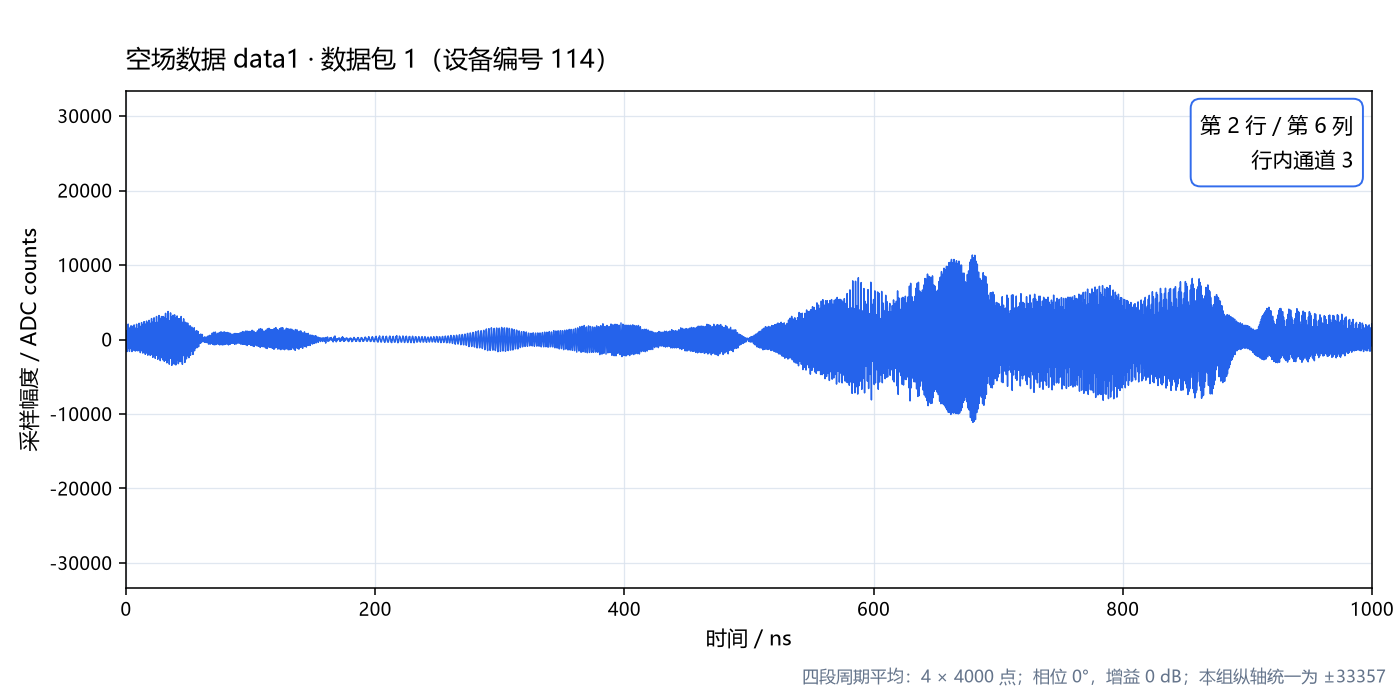 空场数据 data1 · 数据包 1（设备编号 114）
第 2 行 / 第 6 列
行内通道 3
30000
20000
10000
0
-10000
-20000
-30000
采样幅度 / ADC counts
0 200 400 600 800 1000
时间 / ns
四段周期平均：4 × 4000 点；相位 0°，增益 0 dB；本组纵轴统一为 ±33357